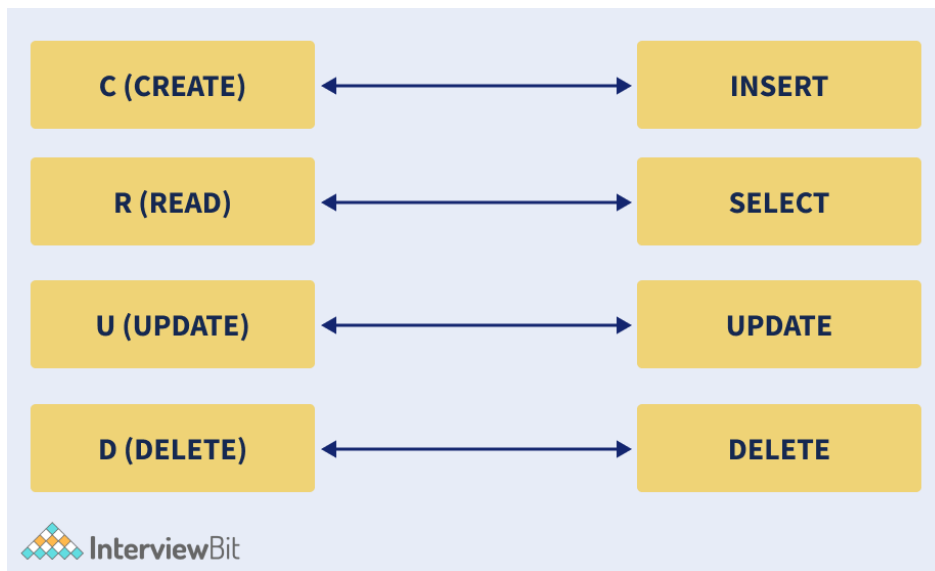 C (CREATE) INSERT
R (READ) SELECT
U (UPDATE) UPDATE
D (DELETE) DELETE
InterviewBit